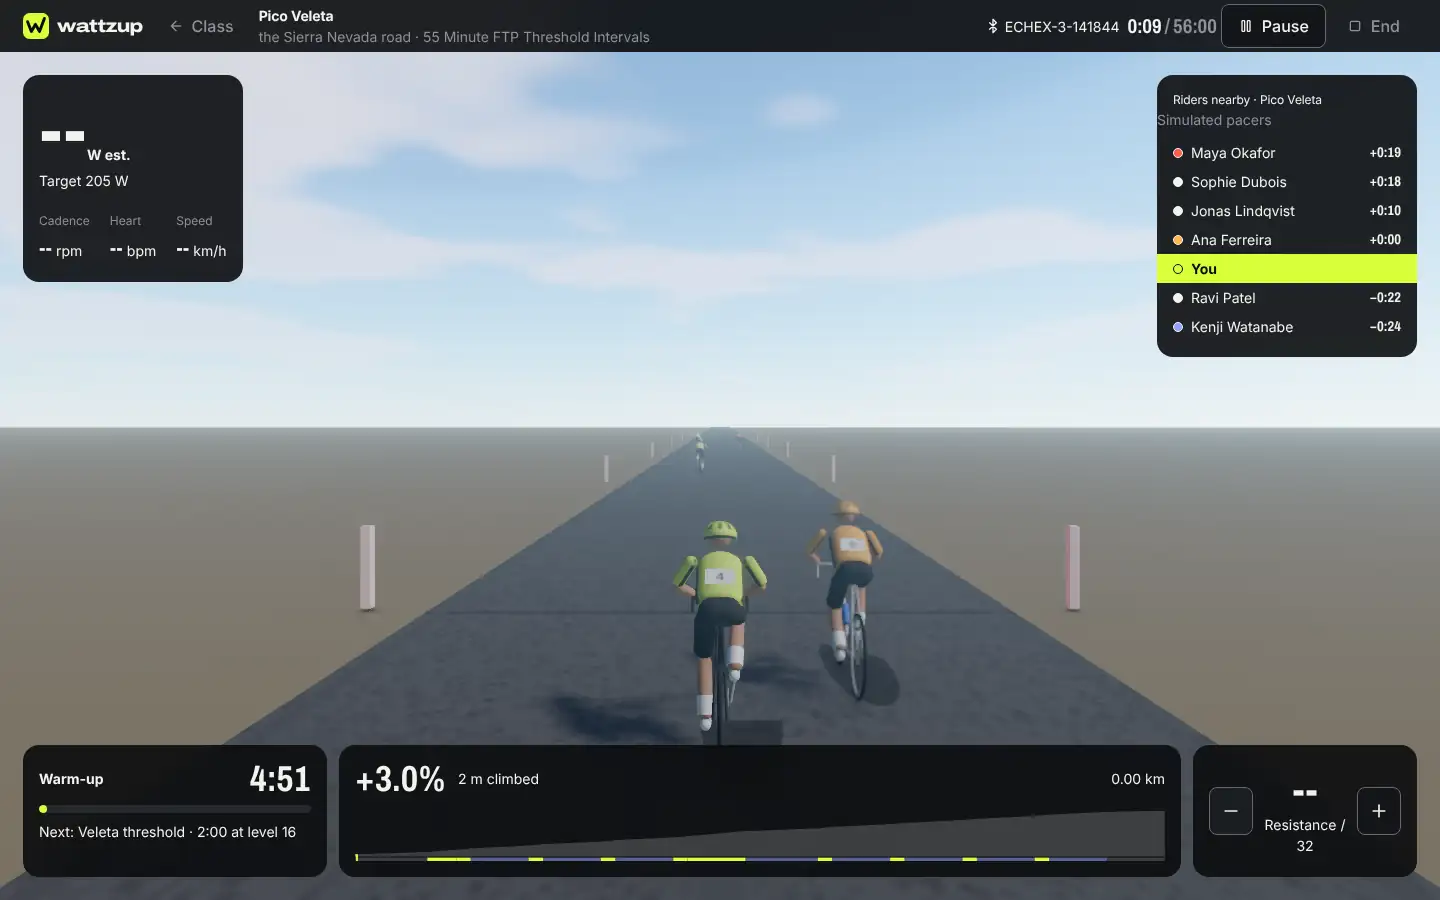 W wattzup
Class
Pico Veleta
the Sierra Nevada road · 55 Minute FTP Threshold Intervals
ECHEX-3-141844
0:09 / 56:00
Pause
End
-- W est.
Target 205 W
Cadence Heart Speed
-- rpm -- bpm -- km/h
Riders nearby · Pico Veleta
Simulated pacers
Maya Okafor +0:19
Sophie Dubois +0:18
Jonas Lindqvist +0:10
Ana Ferreira +0:00
You
Ravi Patel −0:22
Kenji Watanabe −0:24
4
Warm-up 4:51
Next: Veleta threshold · 2:00 at level 16
+3.0% 2 m climbed 0.00 km
− -- +
Resistance /
32